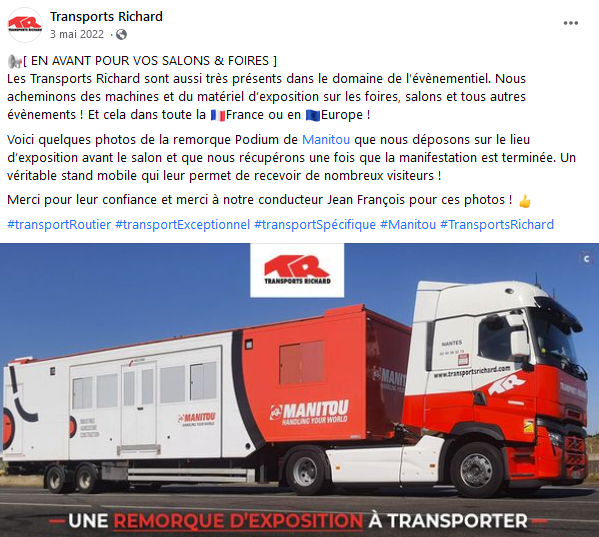 Transports Richard
3 mai 2022 ·
[ EN AVANT POUR VOS SALONS & FOIRES ]
Les Transports Richard sont aussi très présents dans le domaine de l'évènementiel. Nous
acheminons des machines et du matériel d'exposition sur les foires, salons et tous autres
évènements ! Et cela dans toute la 🇫🇷France ou en 🇪🇺Europe !
Voici quelques photos de la remorque Podium de Manitou que nous déposons sur le lieu
d'exposition avant le salon et que nous récupérons une fois que la manifestation est terminée. Un
véritable stand mobile qui leur permet de recevoir de nombreux visiteurs !
Merci pour leur confiance et merci à notre conducteur Jean François pour ces photos ! 👍
#transportRoutier #transportExceptionnel #transportSpécifique #Manitou #TransportsRichard
TRANSPORTS RICHARD
NANTES
www.transportsrichard.com
MANITOU
HANDLING YOUR WORLD
MANITOU
HANDLING YOUR WORLD
MANITOU
TRANSPORTS RICHARD
UNE REMORQUE D'EXPOSITION À TRANSPORTER